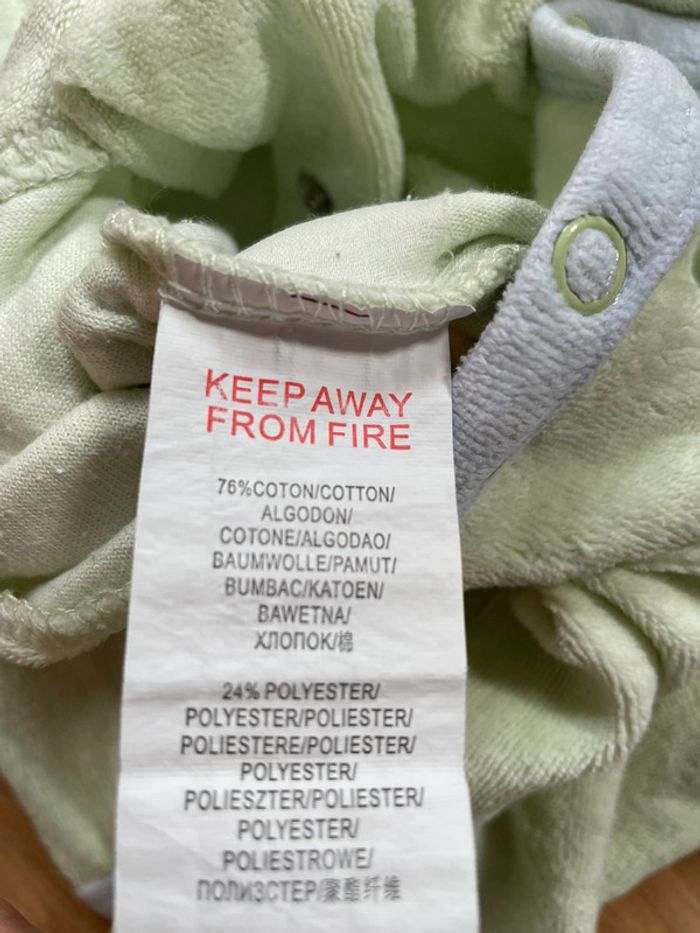 KEEP AWAY
FROM FIRE
76%COTON/COTTON/
ALGODON/
COTONE/ALGODAO/
BAUMWOLLE/PAMUT/
BUMBAC/KATOEN/
BAWETNA/
ХЛОПОК/棉
24% POLYESTER/
POLYESTER/POLIESTER/
POLIESTERE/POLIESTER/
POLYESTER/
POLIESZTER/POLIESTER/
POLYESTER/
POLIESTROWE/
ПОЛИЗСТЕР/聚酯纤维